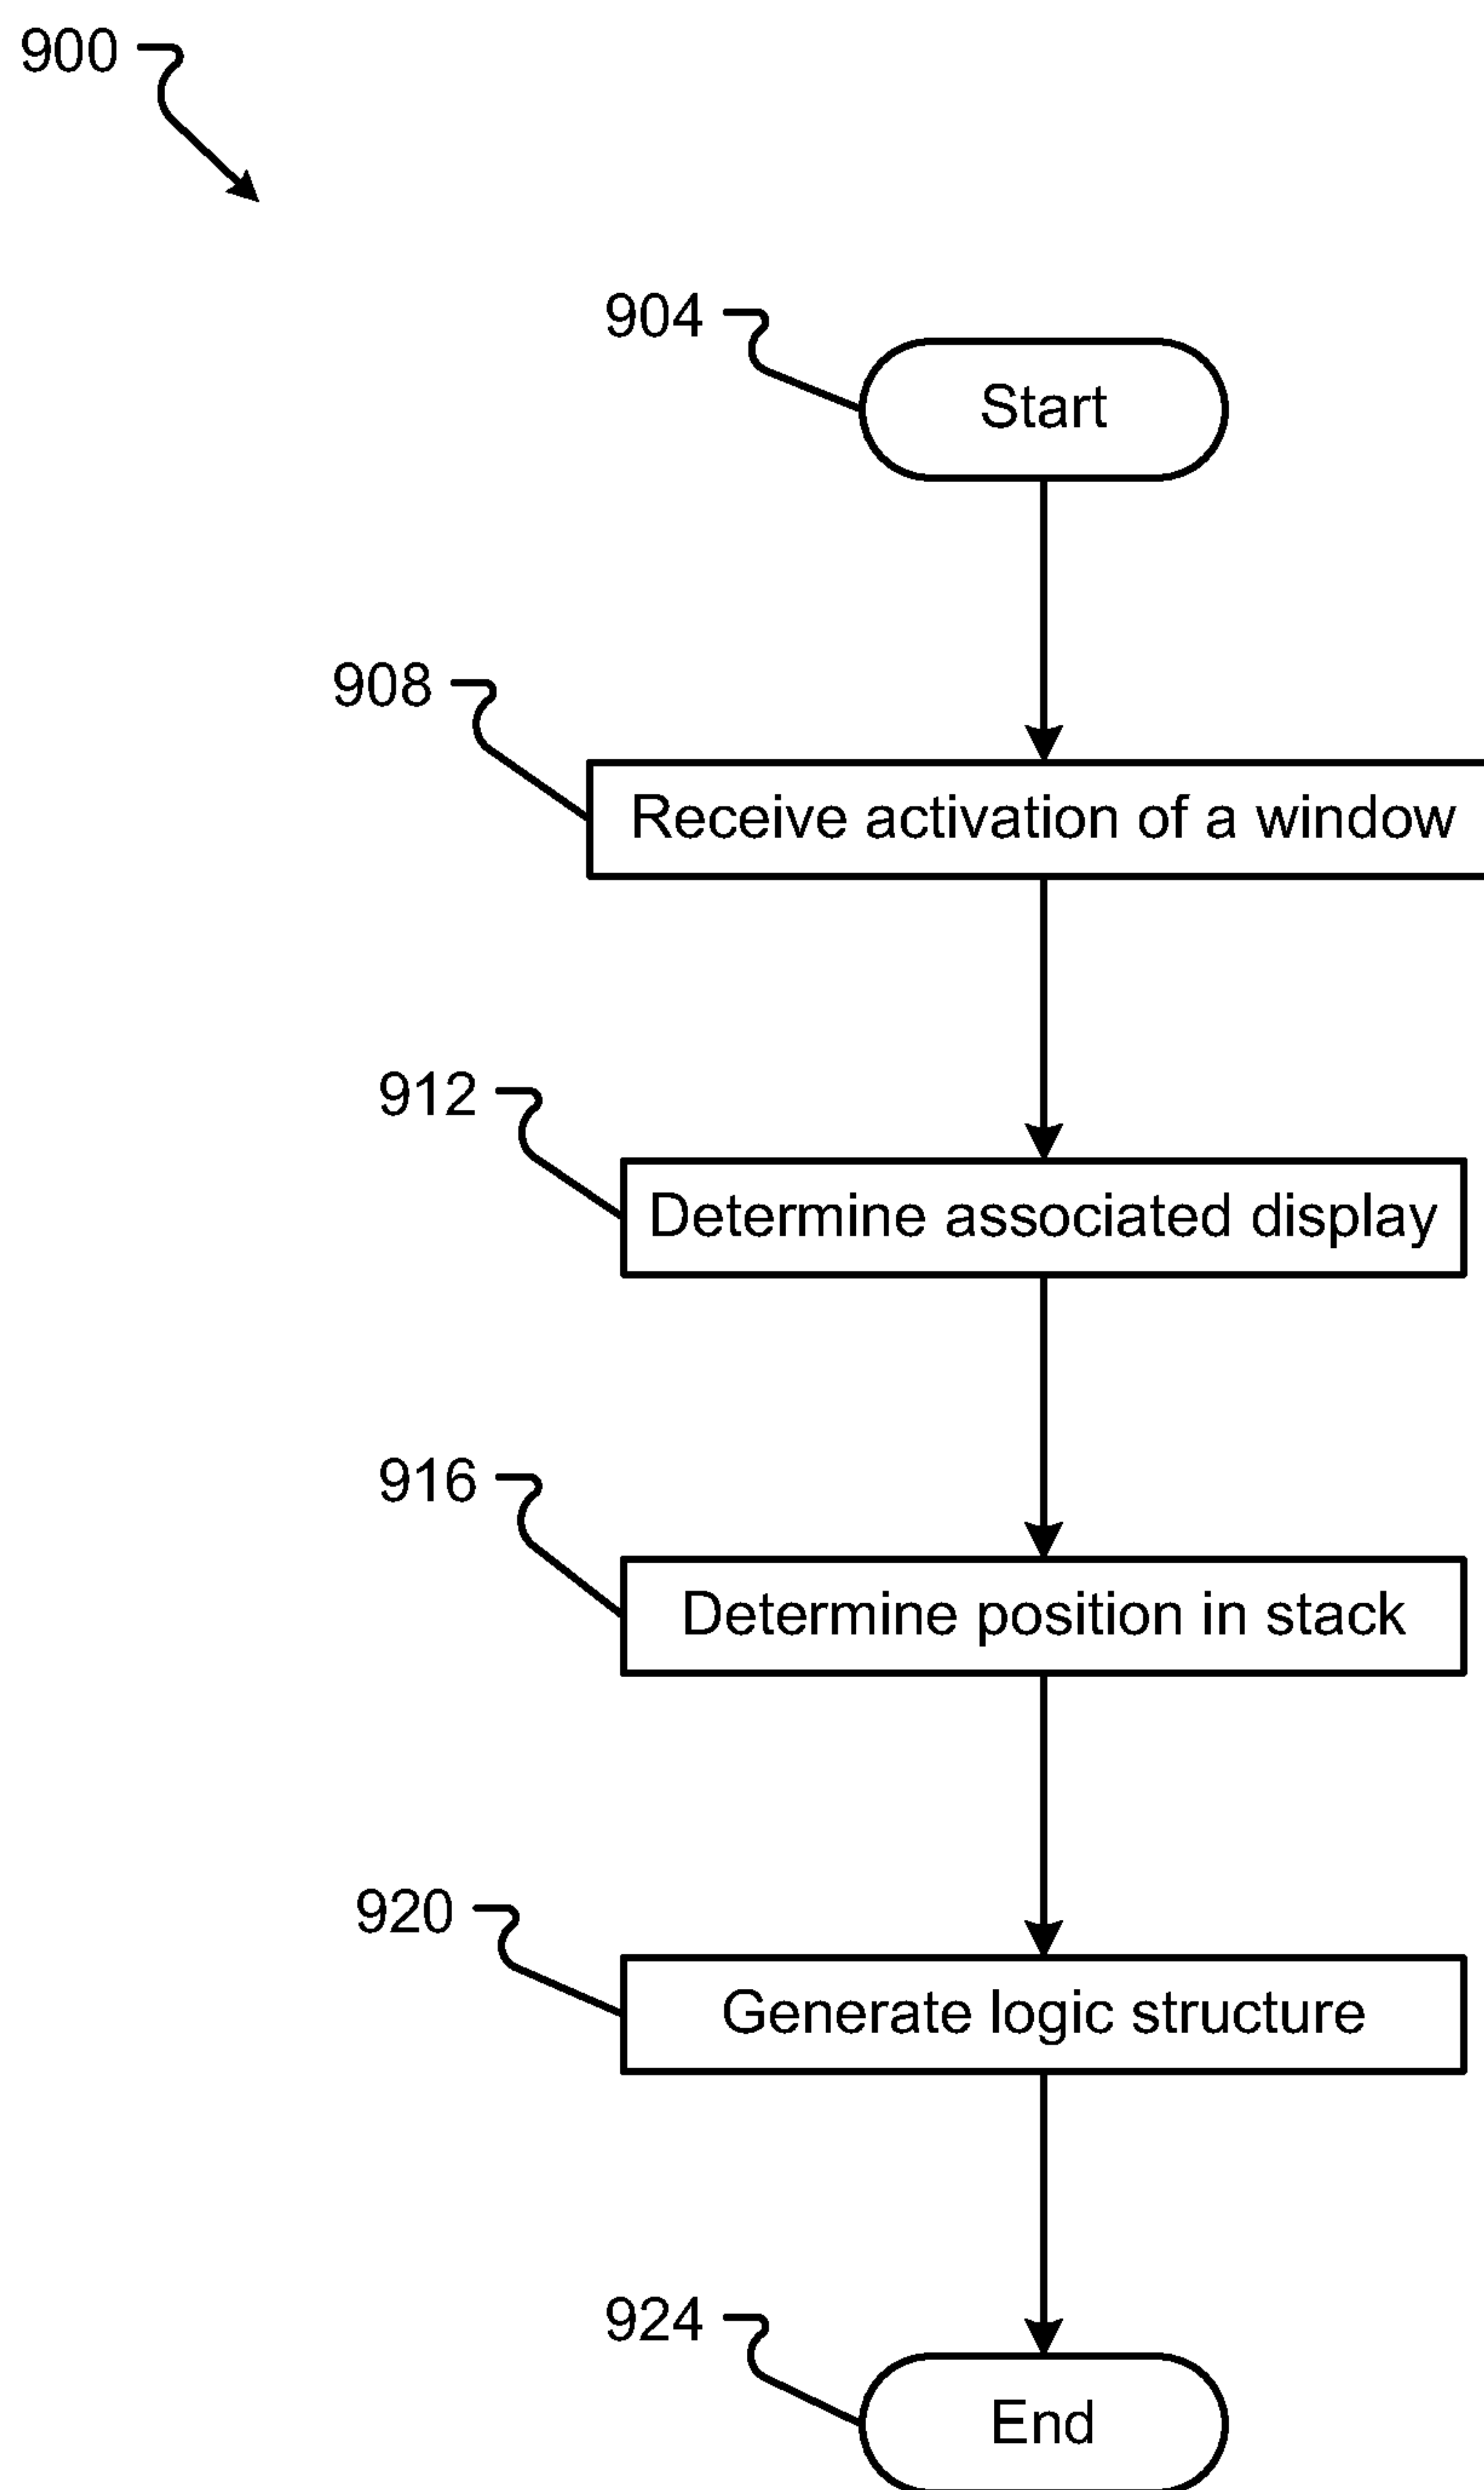 900
904
Start
908
Receive activation of a window
912
Determine associated display
916
Determine position in stack
920
Generate logic structure
924
End